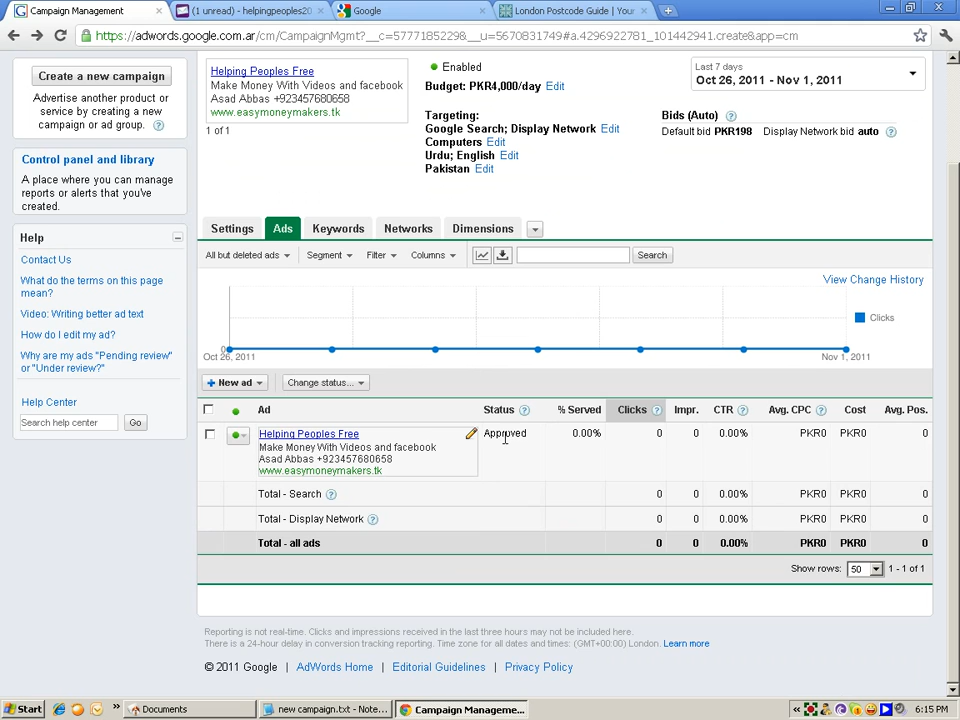 Campaign Management
(1 unread) - helpingpeoples20
Google
London Postcode Guide | Your
https://adwords.google.com.ar/cm/CampaignMgmt?__c=5777185229&__u=5670831749#a.4296922781_101442941.create&app=cm
Create a new campaign
Advertise another product or
service by creating a new
campaign or ad group. ?
Control panel and library
A place where you can manage
reports or alerts that you've
created.
Help
Contact Us
What do the terms on this page
mean?
Video: Writing better ad text
How do I edit my ad?
Why are my ads "Pending review"
or "Under review?"
Help Center
Search help center Go
Helping Peoples Free
Make Money With Videos and facebook
Asad Abbas +923457680658
www.easymoneymakers.tk
1 of 1
Enabled
Budget: PKR4,000/day Edit
Targeting:
Google Search; Display Network Edit
Computers Edit
Urdu; English Edit
Pakistan Edit
Last 7 days
Oct 26, 2011 - Nov 1, 2011
Bids (Auto) ?
Default bid PKR198 Display Network bid auto ?
Settings Ads Keywords Networks Dimensions
All but deleted ads Segment Filter Columns Search
View Change History
Clicks
0
Oct 26, 2011 Nov 1, 2011
+ New ad Change status...
Ad Status ? % Served Clicks ? Impr. CTR ? Avg. CPC ? Cost Avg. Pos.
Helping Peoples Free Approved 0.00% 0 0 0.00% PKR0 PKR0 0
Make Money With Videos and facebook
Asad Abbas +923457680658
www.easymoneymakers.tk
Total - Search ? 0 0 0.00% PKR0 PKR0 0
Total - Display Network ? 0 0 0.00% PKR0 PKR0 0
Total - all ads 0 0 0.00% PKR0 PKR0 0
Show rows: 50 1 - 1 of 1
Reporting is not real-time. Clicks and impressions received in the last three hours may not be included here.
There is a 24-hour delay in conversion tracking reporting. Time zone for all dates and times: (GMT+00:00) London. Learn more
© 2011 Google | AdWords Home | Editorial Guidelines | Privacy Policy
Start Documents new campaign.txt - Note... Campaign Manageme... 6:15 PM